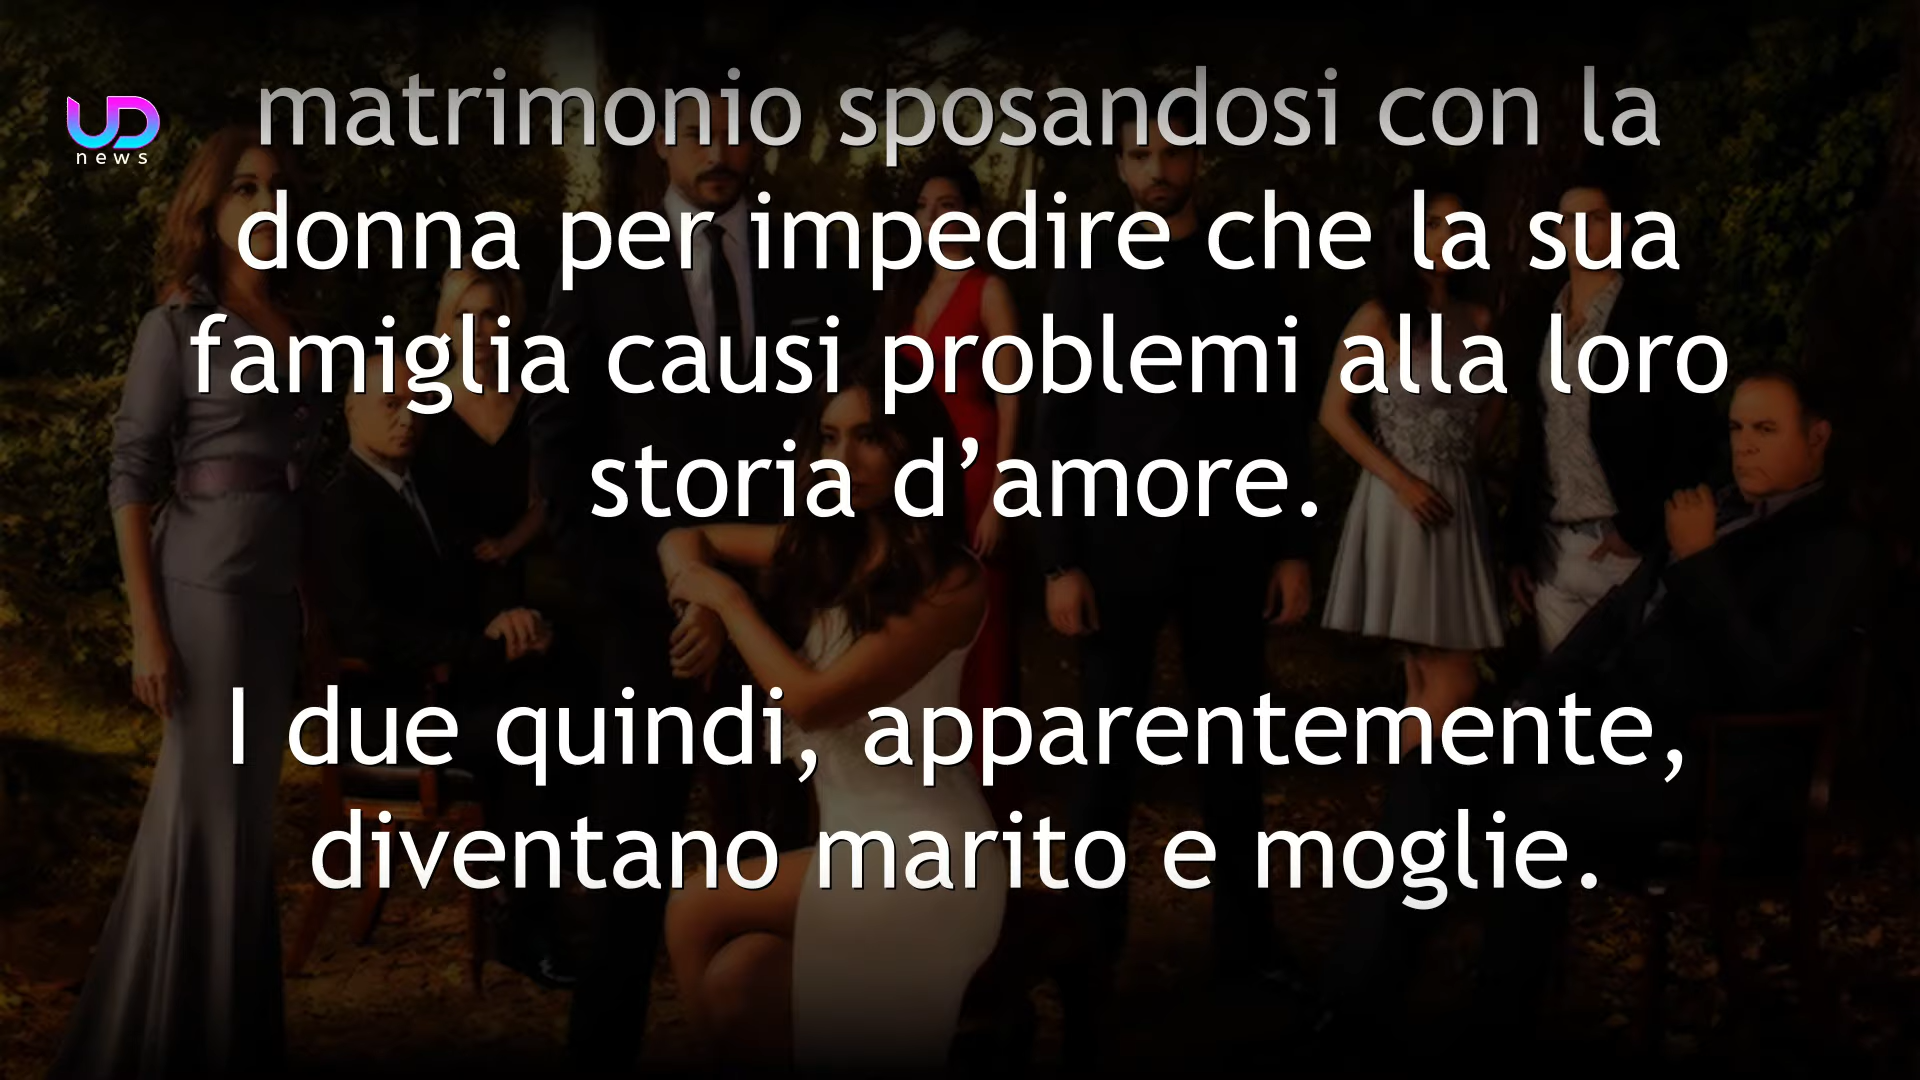 UD
news
matrimonio sposandosi con la
donna per impedire che la sua
famiglia causi problemi alla loro
storia d’amore.
I due quindi, apparentemente,
diventano marito e moglie.